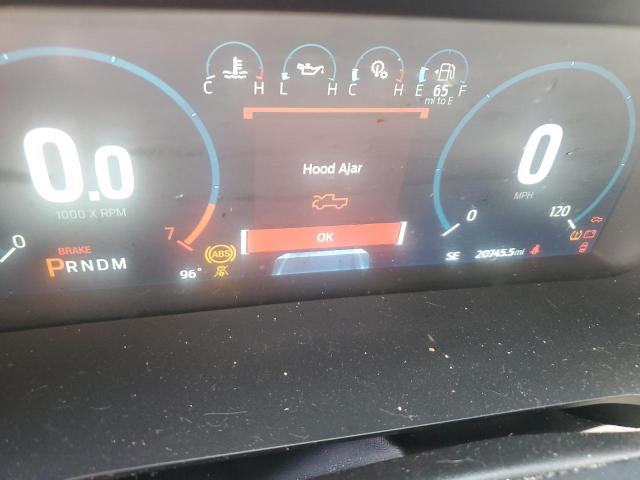 C H
L H
C H
E 65 F
mi to E
0.0
1000 X RPM
0
7
Hood Ajar
OK
0
MPH
0
120
BRAKE
PRNDM
96°
ABS
SE
20745.5mi